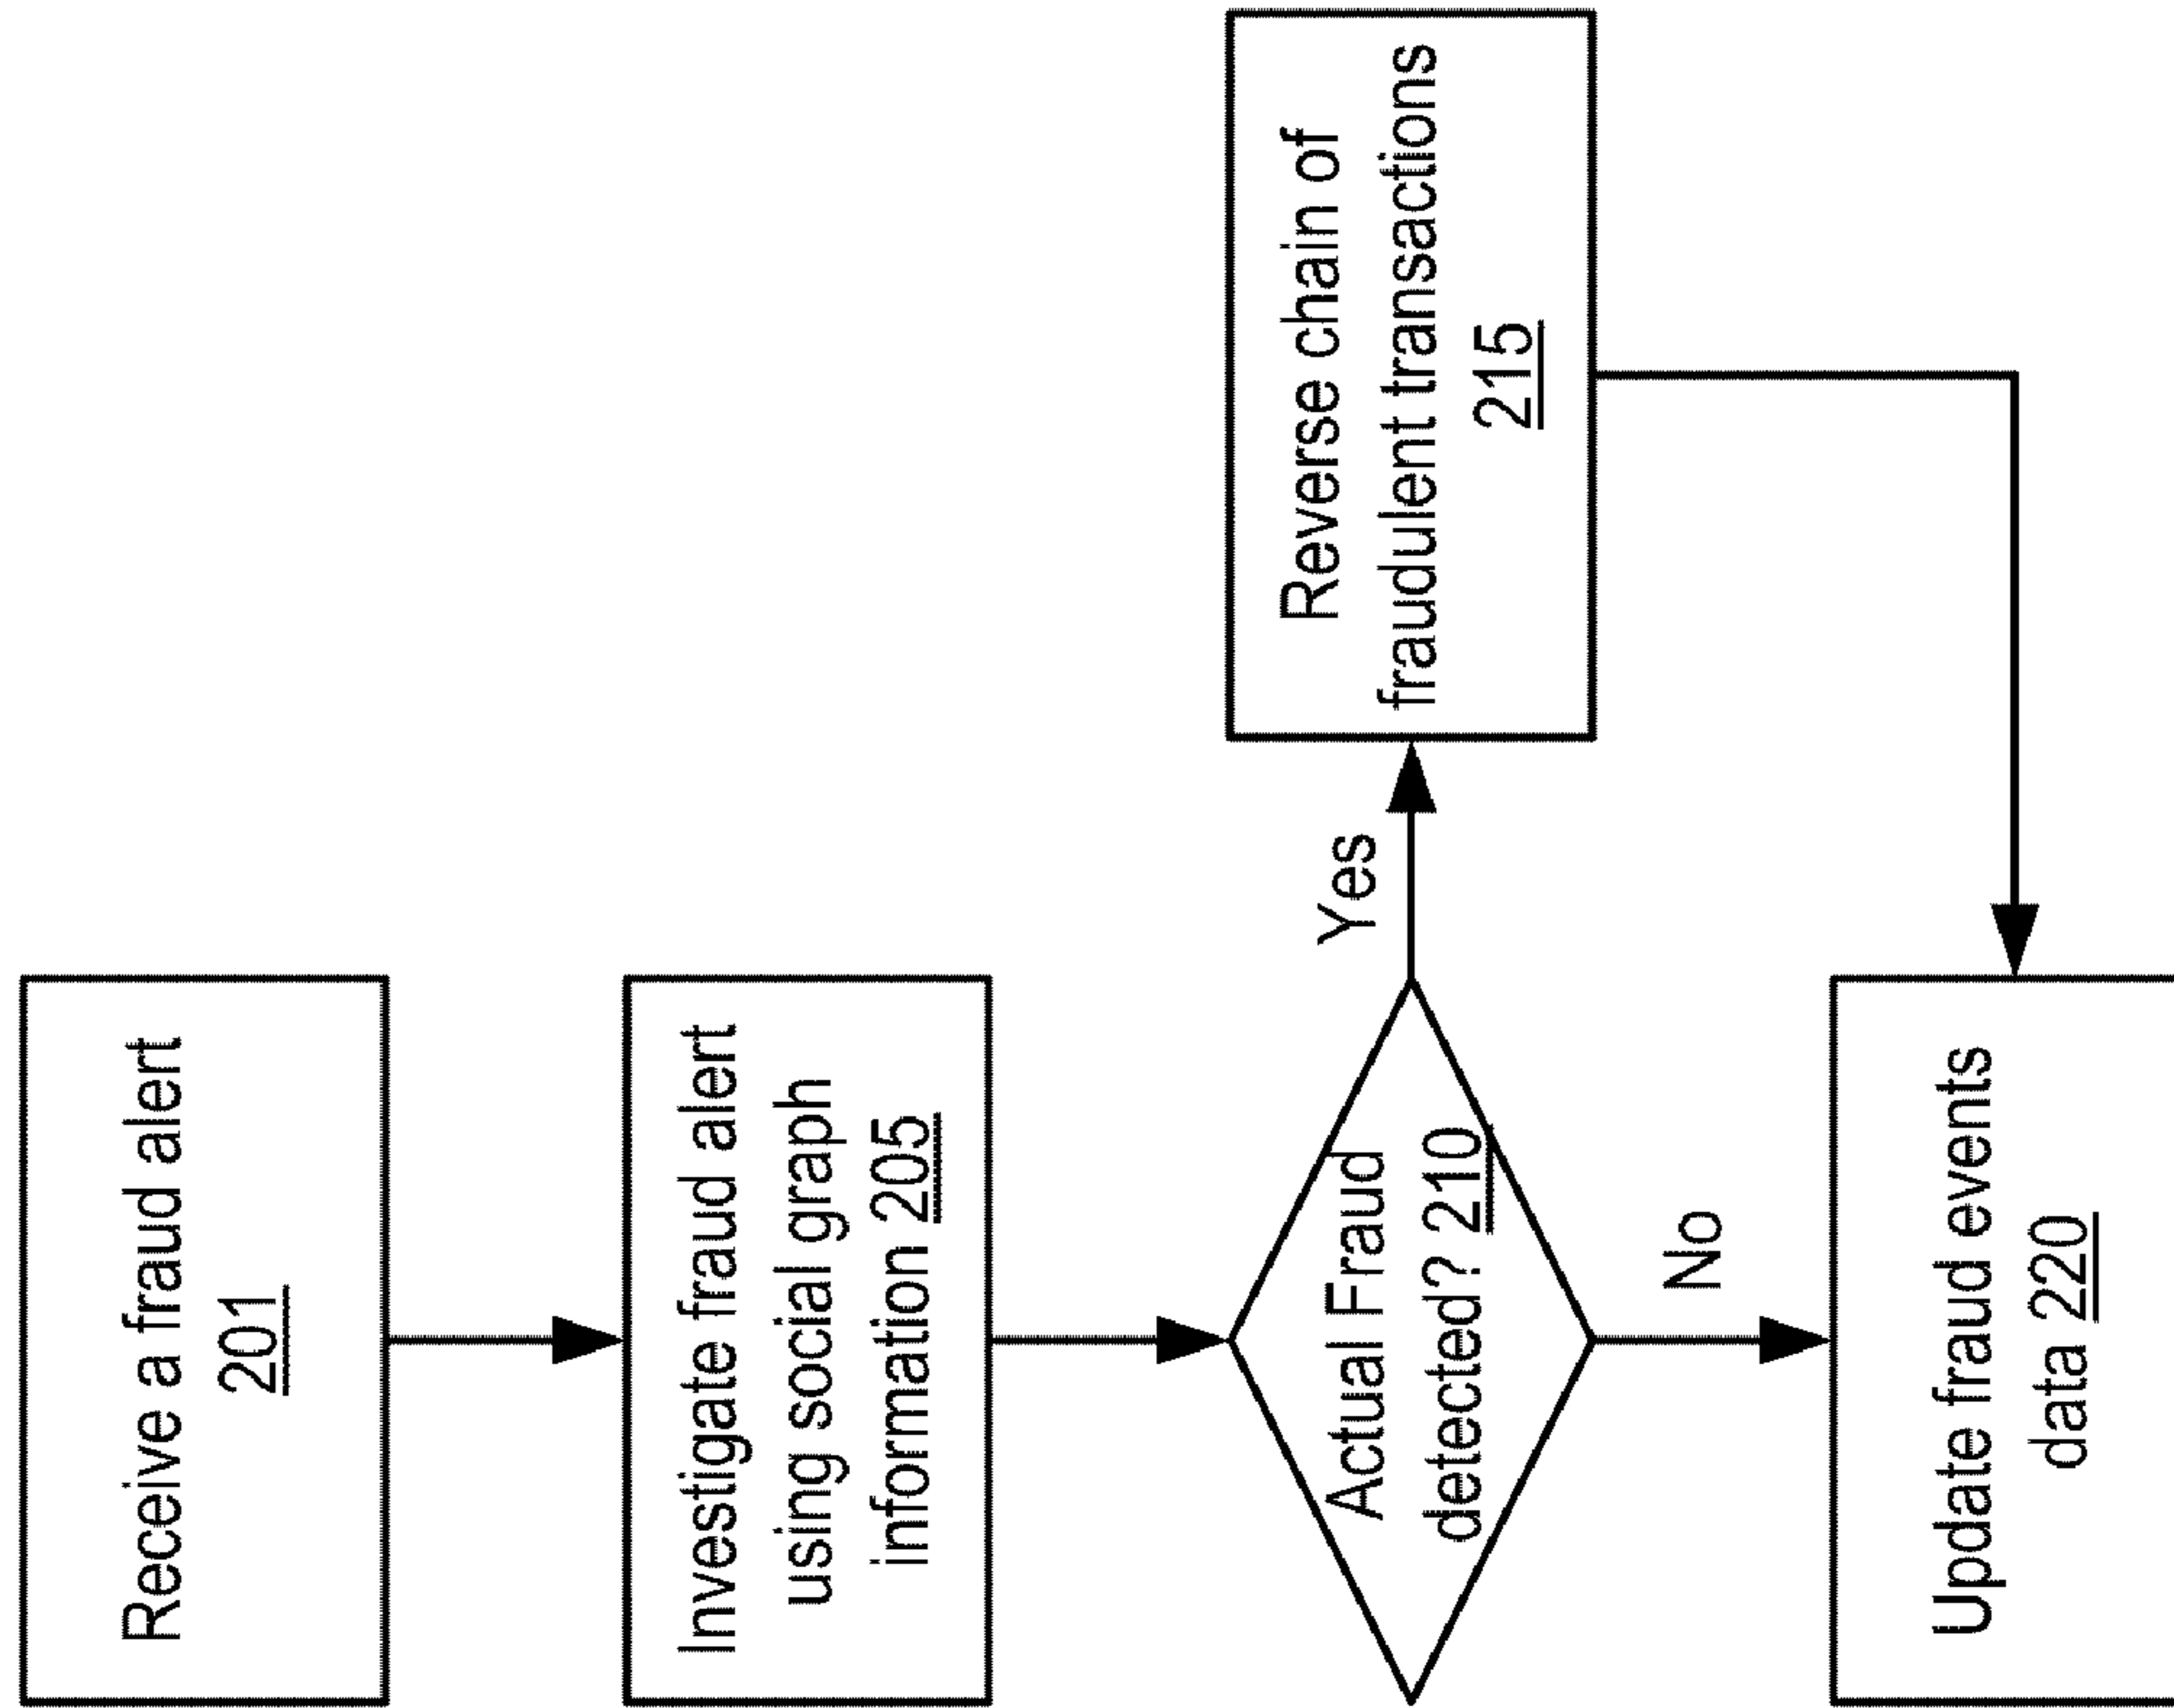 Receive a fraud alert
201
Investigate fraud alert
using social graph
information 205
Actual Fraud
detected? 210
Yes
Reverse chain of
fraudulent transactions
215
No
Update fraud events
data 220